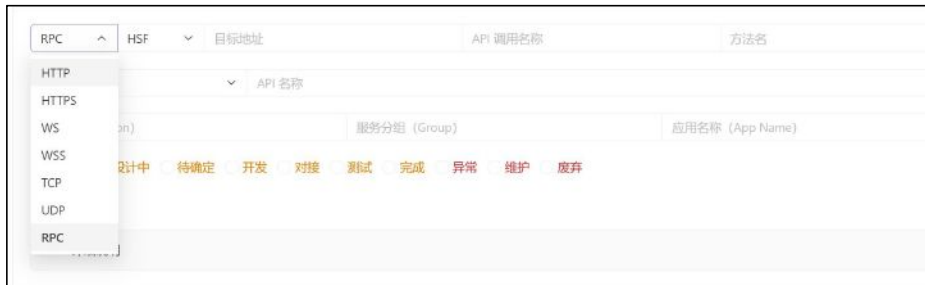 RPC HSF 目标地址 API 调用名称 方法名
HTTP
API 名称
HTTPS
WS on) 服务分组 (Group) 应用名称 (App Name)
WSS
设计中 待确定 开发 对接 测试 完成 异常 维护 废弃
TCP
UDP
RPC